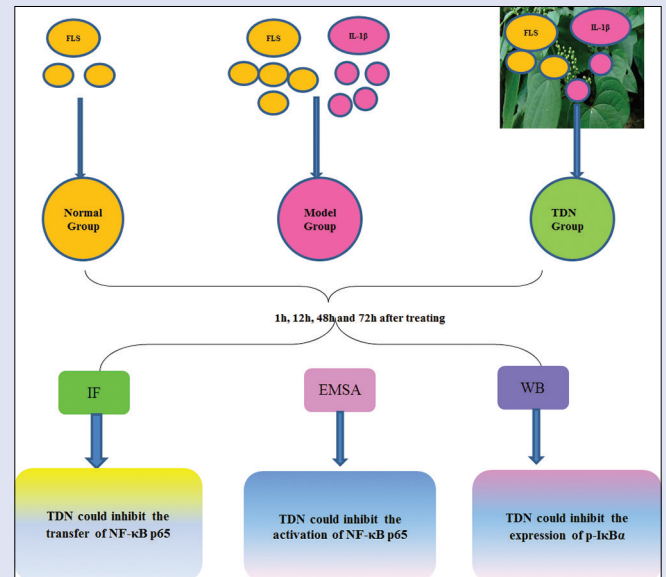 FLS
FLS
IL-1β
FLS
IL-1β
Normal
Group
Model
Group
TDN
Group
1h, 12h, 48h and 72h after treating
IF
EMSA
WB
TDN could inhibit the
transfer of NF-κB p65
TDN could inhibit the
activation of NF-κB p65
TDN could inhibit the
expression of p-IκBα